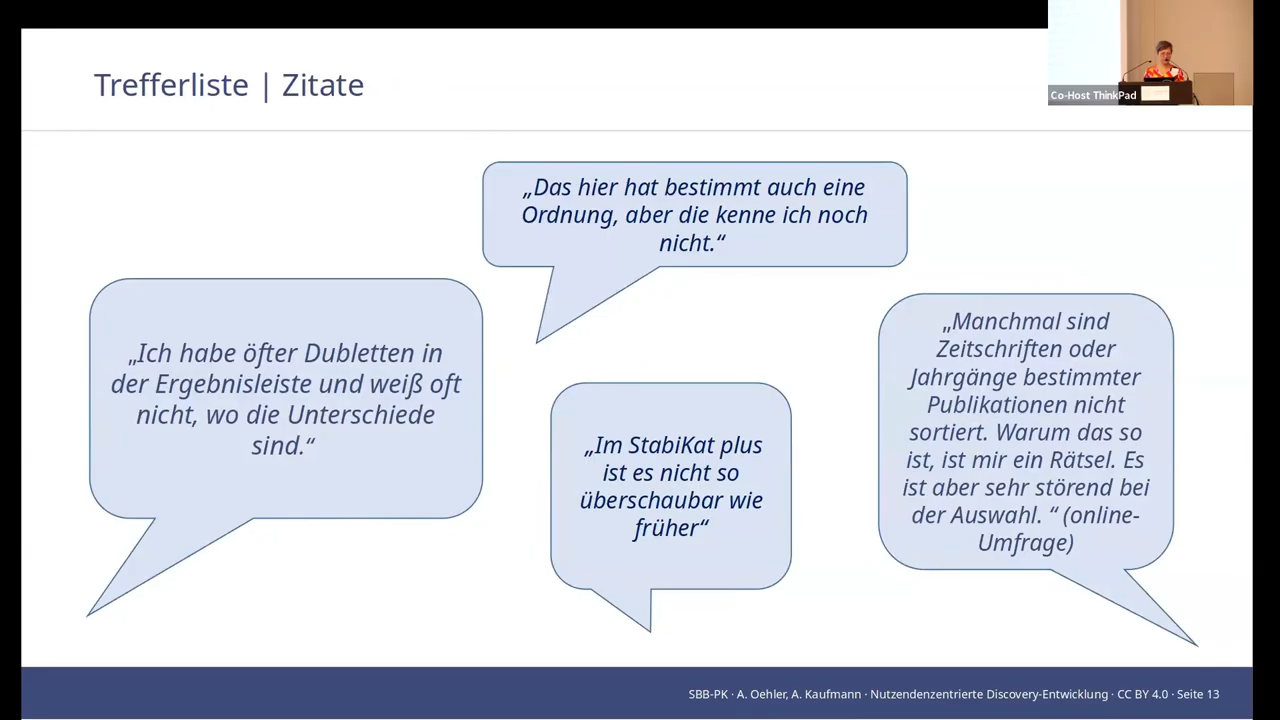 Trefferliste | Zitate
Co-Host ThinkPad
„Das hier hat bestimmt auch eine
Ordnung, aber die kenne ich noch
nicht.“
„Ich habe öfter Dubletten in
der Ergebnisleiste und weiß oft
nicht, wo die Unterschiede
sind.“
„Im StabiKat plus
ist es nicht so
überschaubar wie
früher“
„Manchmal sind
Zeitschriften oder
Jahrgänge bestimmter
Publikationen nicht
sortiert. Warum das so
ist, ist mir ein Rätsel. Es
ist aber sehr störend bei
der Auswahl. “ (online-
Umfrage)
SBB-PK · A. Oehler, A. Kaufmann · Nutzendenzentrierte Discovery-Entwicklung · CC BY 4.0 · Seite 13